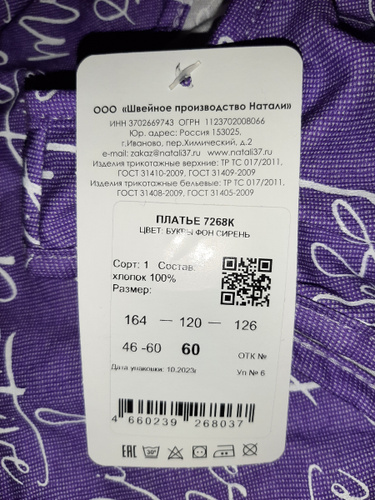 ООО «Швейное производство Натали»
ИНН 3702669743 ОГРН 1123702008066
Юр. адрес: Россия 153025,
г.Иваново, пер.Химический, д.2
e-mail: zakaz@natali37.ru www.natali37.ru
Изделия трикотажные верхние: ТР ТС 017/2011,
ГОСТ 31410-2009, ГОСТ 31409-2009
Изделия трикотажные бельевые: ТР ТС 017/2011,
ГОСТ 31408-2009, ГОСТ 31405-2009
ПЛАТЬЕ 7268К
ЦВЕТ: БУКВЫ ФОН СИРЕНЬ
Сорт: 1 Состав:
хлопок 100%
Размер:
164 — 120 — 126
46 -60 60 ОТК №
Дата упаковки: 10.2023г Уп № 6
4 660239 268037
EAC 30°